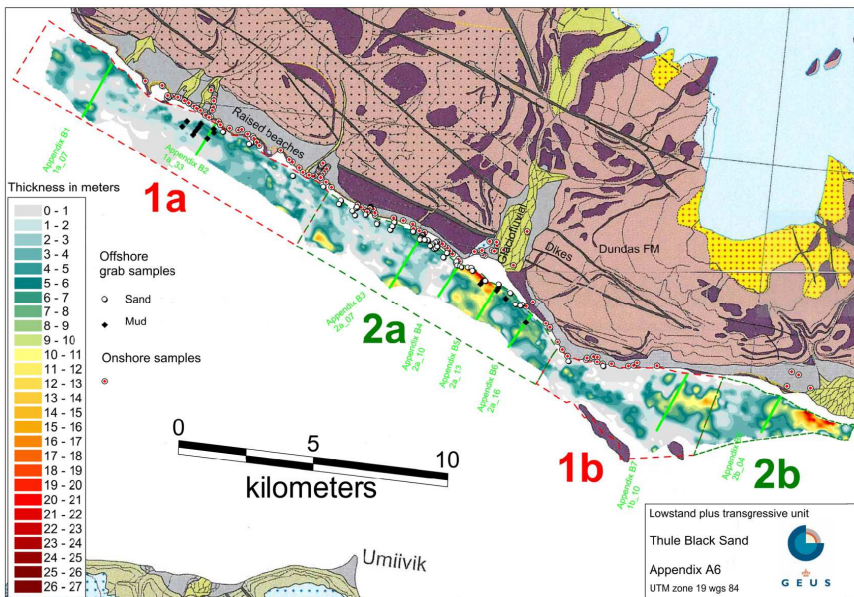 Appendix B1
1a_07
Raised beaches
Appendix B2
1a_33
1a
Thickness in meters
0 - 1
1 - 2
2 - 3
3 - 4
4 - 5
5 - 6
6 - 7
7 - 8
8 - 9
9 - 10
10 - 11
11 - 12
12 - 13
13 - 14
14 - 15
15 - 16
16 - 17
17 - 18
18 - 19
19 - 20
20 - 21
21 - 22
22 - 23
23 - 24
24 - 25
25 - 26
26 - 27
Offshore
grab samples
Sand
Mud
Onshore samples
Glaciofluvial
Dikes
Dundas FM
Appendix B3
2a_07
2a
Appendix B4
2a_10
Appendix B5
2a_13
Appendix B6
2a_16
0
5
10
kilometers
1b
Appendix B7
1b_10
Appendix
2b_04
2b
Umiivik
Lowstand plus transgressive unit
Thule Black Sand
Appendix A6
UTM zone 19 wgs 84
GEUS